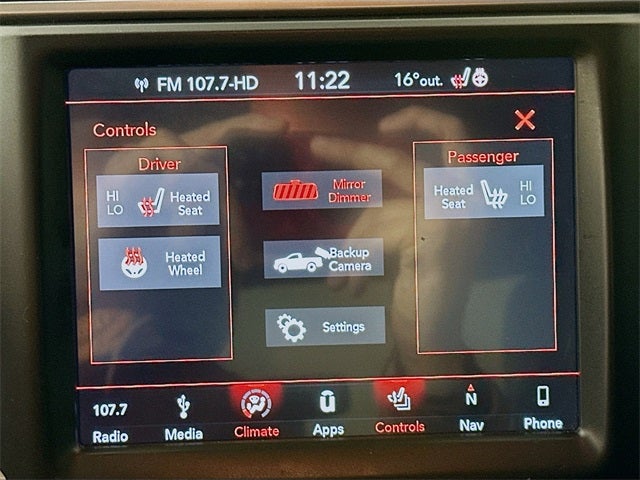 FM 107.7-HD 11:22 16°out.
Controls
Driver
HI
LO
Heated
Seat
Heated
Wheel
Mirror
Dimmer
Backup
Camera
Settings
Passenger
Heated
Seat
HI
LO
107.7
Radio
Media
Climate
Apps
Controls
N
Nav
Phone